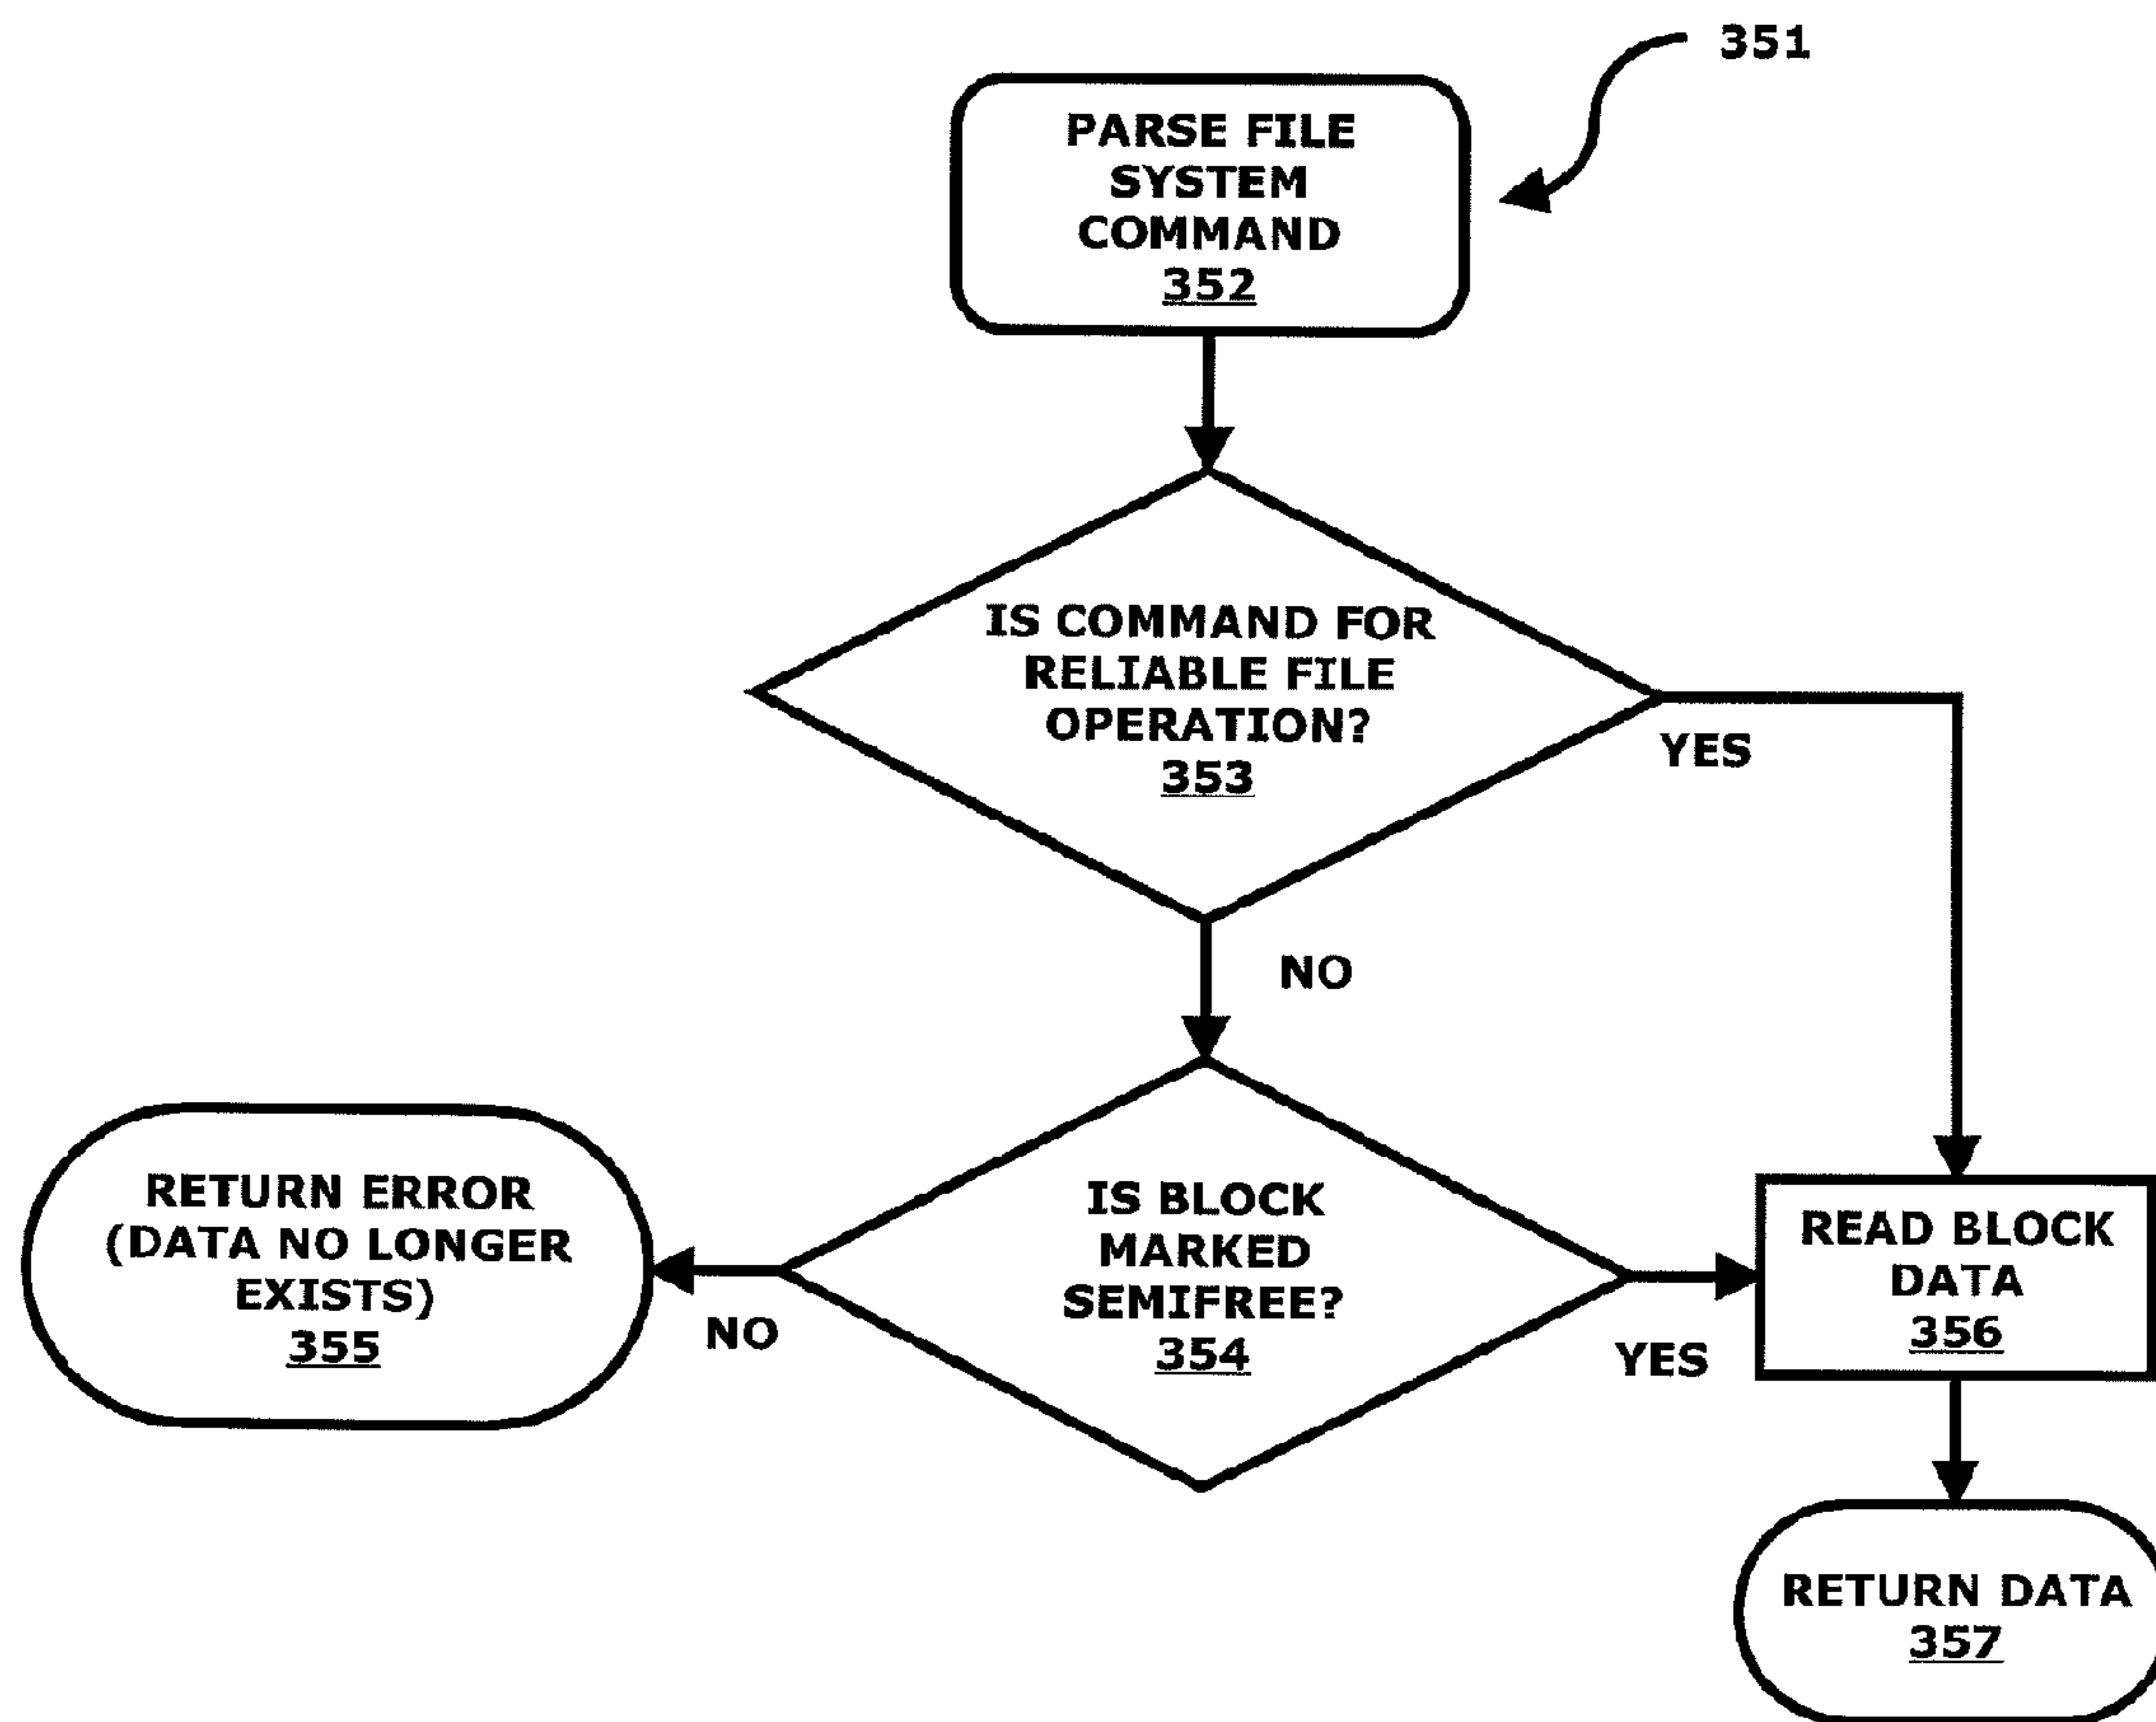 351
PARSE FILE
SYSTEM
COMMAND
352
IS COMMAND FOR
RELIABLE FILE
OPERATION?
353
YES
NO
IS BLOCK
MARKED
SEMIFREE?
354
NO
YES
RETURN ERROR
(DATA NO LONGER
EXISTS)
355
READ BLOCK
DATA
356
RETURN DATA
357